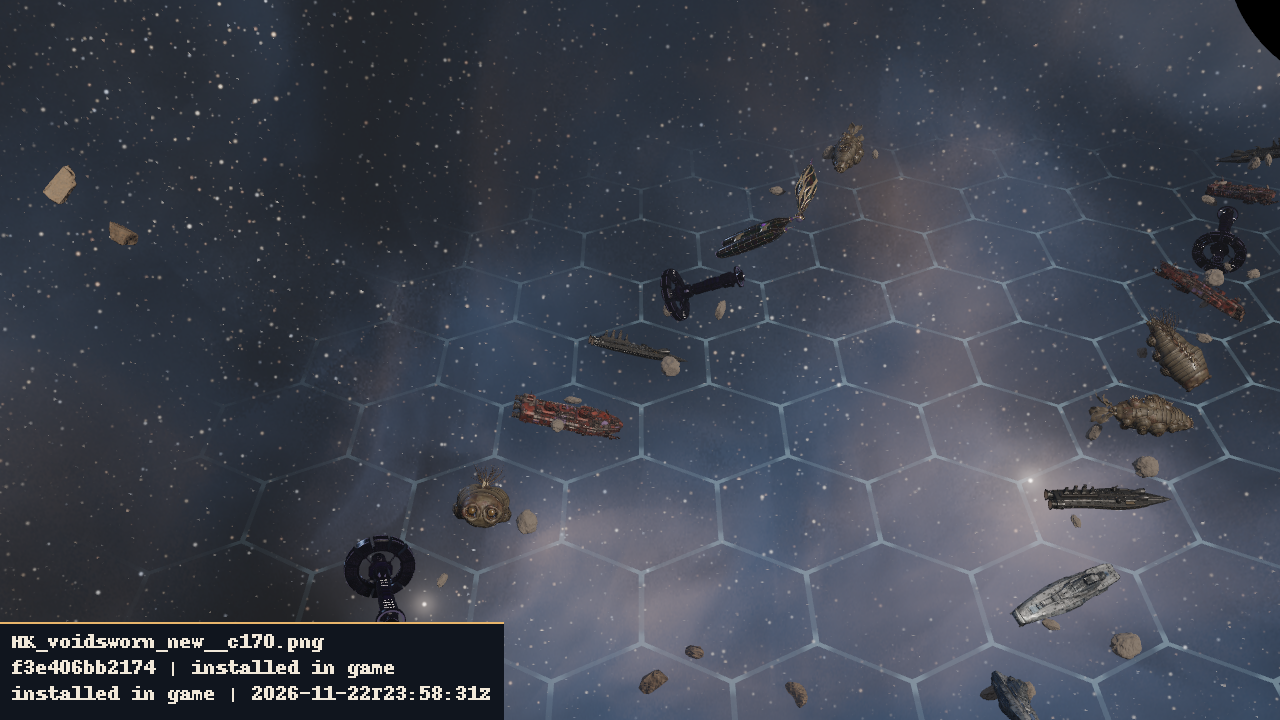 HK_voidsworn_new__c170.png
f3e406bb2174 | installed in game
installed in game | 2026-11-22T23:58:31Z